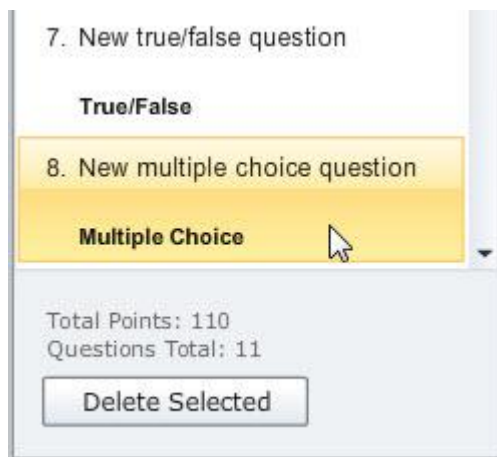 7. New true/false question
True/False
8. New multiple choice question
Multiple Choice
Total Points: 110
Questions Total: 11
Delete Selected